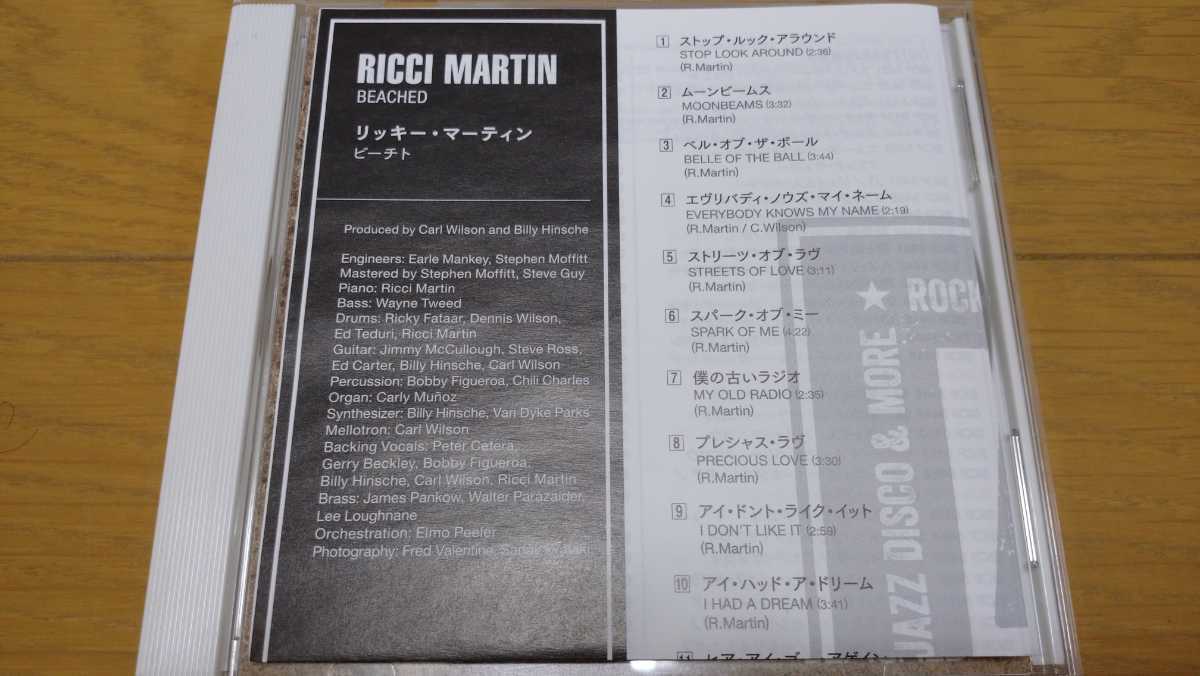 RICCI MARTIN
BEACHED
リッキー・マーティン
ビーチト
Produced by Carl Wilson and Billy Hinsche
Engineers: Earle Mankey, Stephen Moffitt
Mastered by Stephen Moffitt, Steve Guy
Piano: Ricci Martin
Bass: Wayne Tweed
Drums: Ricky Fataar, Dennis Wilson,
Ed Teduri, Ricci Martin
Guitar: Jimmy McCullough, Steve Ross,
Ed Carter, Billy Hinsche, Carl Wilson
Percussion: Bobby Figueroa, Chili Charles
Organ: Carly Muñoz
Synthesizer: Billy Hinsche, Van Dyke Parks
Mellotron: Carl Wilson
Backing Vocals: Peter Cetera,
Gerry Beckley, Bobby Figueroa,
Billy Hinsche, Carl Wilson, Ricci Martin
Brass: James Pankow, Walter Parazaider,
Lee Loughnane
Orchestration: Elmo Peeler
Photography: Fred Valentine,
1 ストップ・ルック・アラウンド
STOP LOOK AROUND (2:36)
(R.Martin)
2 ムーンビームス
MOONBEAMS (3:32)
(R.Martin)
3 ベル・オブ・ザ・ボール
BELLE OF THE BALL (3:44)
(R.Martin)
4 エヴリバディ・ノウズ・マイ・ネーム
EVERYBODY KNOWS MY NAME (2:19)
(R.Martin / C.Wilson)
5 ストリーツ・オブ・ラヴ
STREETS OF LOVE (3:11)
(R.Martin)
6 スパーク・オブ・ミー
SPARK OF ME (4:22)
(R.Martin)
7 僕の古いラジオ
MY OLD RADIO (2:35)
(R.Martin)
8 プレシャス・ラヴ
PRECIOUS LOVE (3:30)
(R.Martin)
9 アイ・ドント・ライク・イット
I DON'T LIKE IT (2:59)
(R.Martin)
10 アイ・ハッド・ア・ドリーム
I HAD A DREAM (3:41)
(R.Martin)
11 ヒア・アイ・ゴー・アゲイン
★ ROCK
JAZZ DISCO & MORE